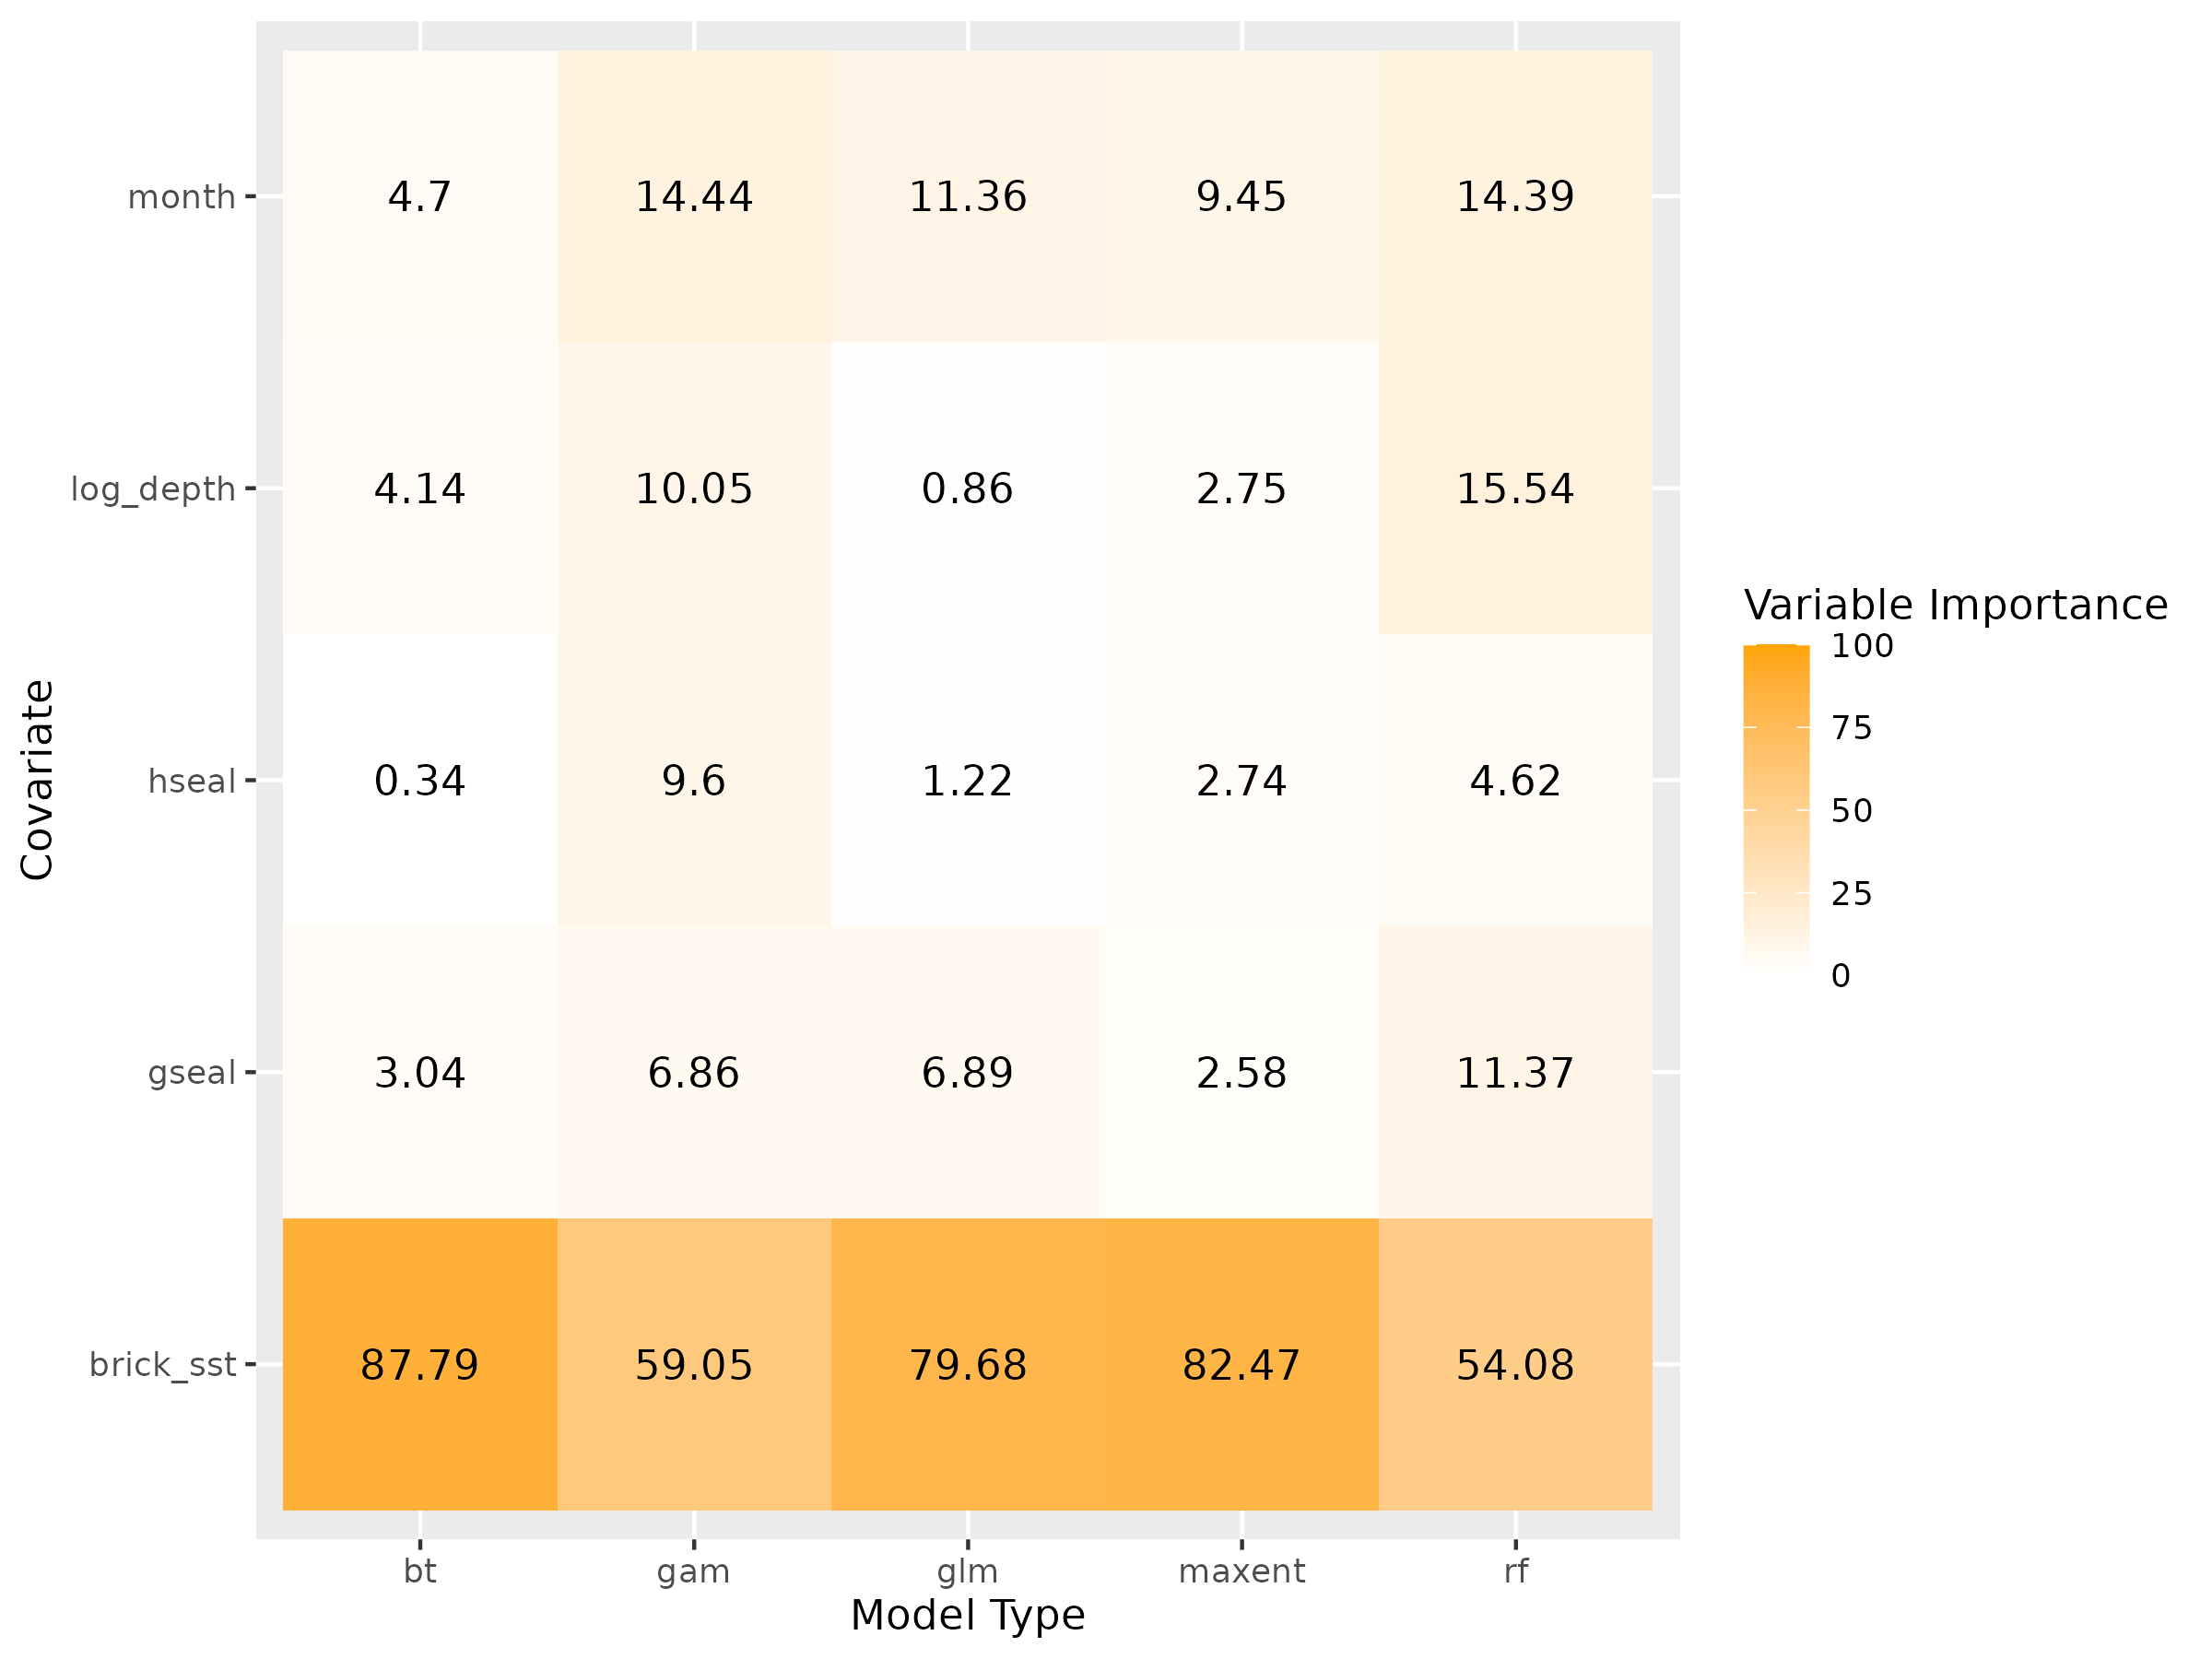 month
4.7 14.44 11.36 9.45 14.39
log_depth
4.14 10.05 0.86 2.75 15.54
hseal
0.34 9.6 1.22 2.74 4.62
gseal
3.04 6.86 6.89 2.58 11.37
brick_sst
87.79 59.05 79.68 82.47 54.08
bt gam glm maxent rf
Model Type
Covariate
Variable Importance
100
75
50
25
0